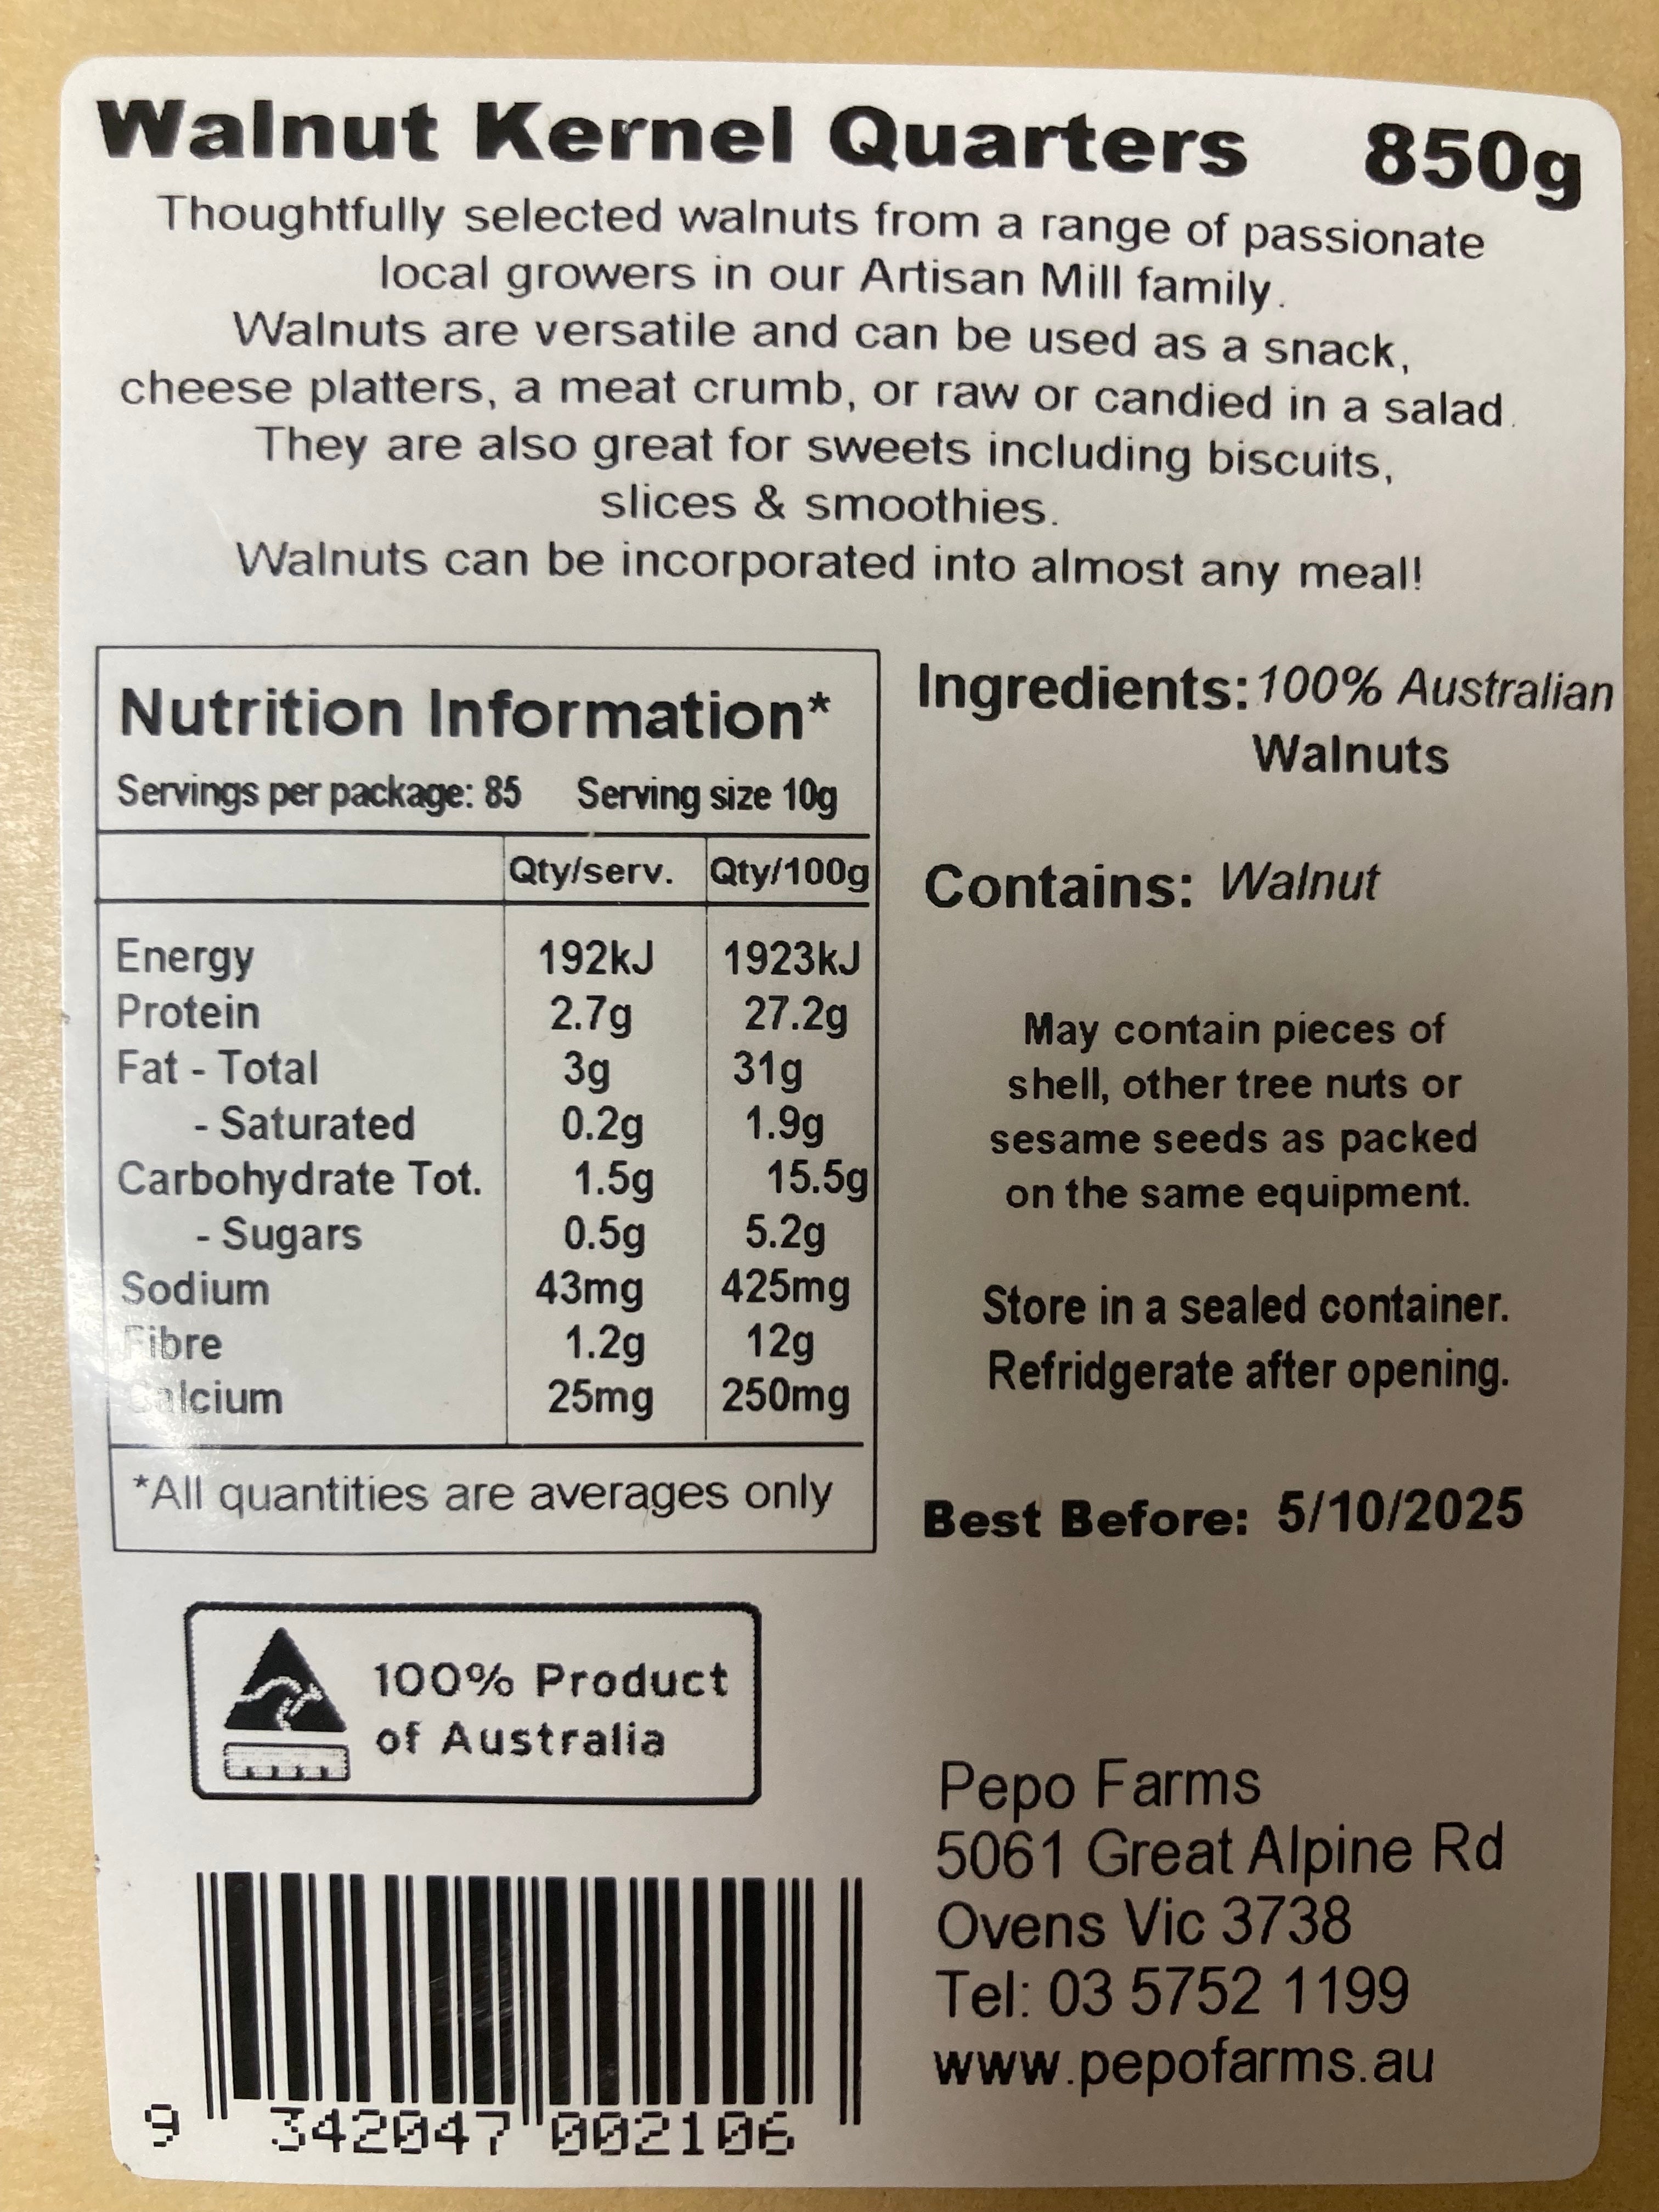 Walnut Kernel Quarters 850g
Thoughtfully selected walnuts from a range of passionate
local growers in our Artisan Mill family.
Walnuts are versatile and can be used as a snack,
cheese platters, a meat crumb, or raw or candied in a salad.
They are also great for sweets including biscuits,
slices & smoothies.
Walnuts can be incorporated into almost any meal!
Nutrition Information*
Servings per package: 85 Serving size 10g
Qty/serv. Qty/100g
Energy 192kJ 1923kJ
Protein 2.7g 27.2g
Fat - Total 3g 31g
- Saturated 0.2g 1.9g
Carbohydrate Tot. 1.5g 15.5g
- Sugars 0.5g 5.2g
Sodium 43mg 425mg
Fibre 1.2g 12g
Calcium 25mg 250mg
*All quantities are averages only
Ingredients: 100% Australian
Walnuts
Contains: Walnut
May contain pieces of
shell, other tree nuts or
sesame seeds as packed
on the same equipment.
Store in a sealed container.
Refridgerate after opening.
Best Before: 5/10/2025
100% Product
of Australia
Pepo Farms
5061 Great Alpine Rd
Ovens Vic 3738
Tel: 03 5752 1199
www.pepofarms.au
9 342047 002106